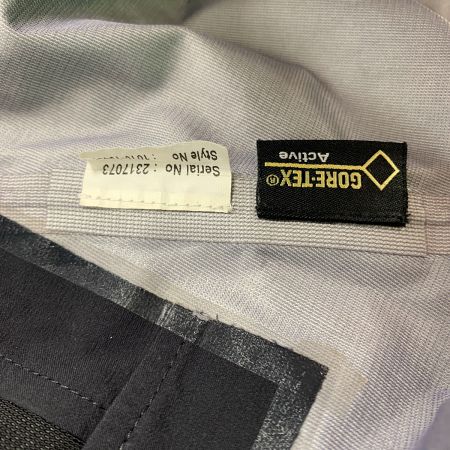 Serial No : 2317073
Style No
GORE-TEX®
Active